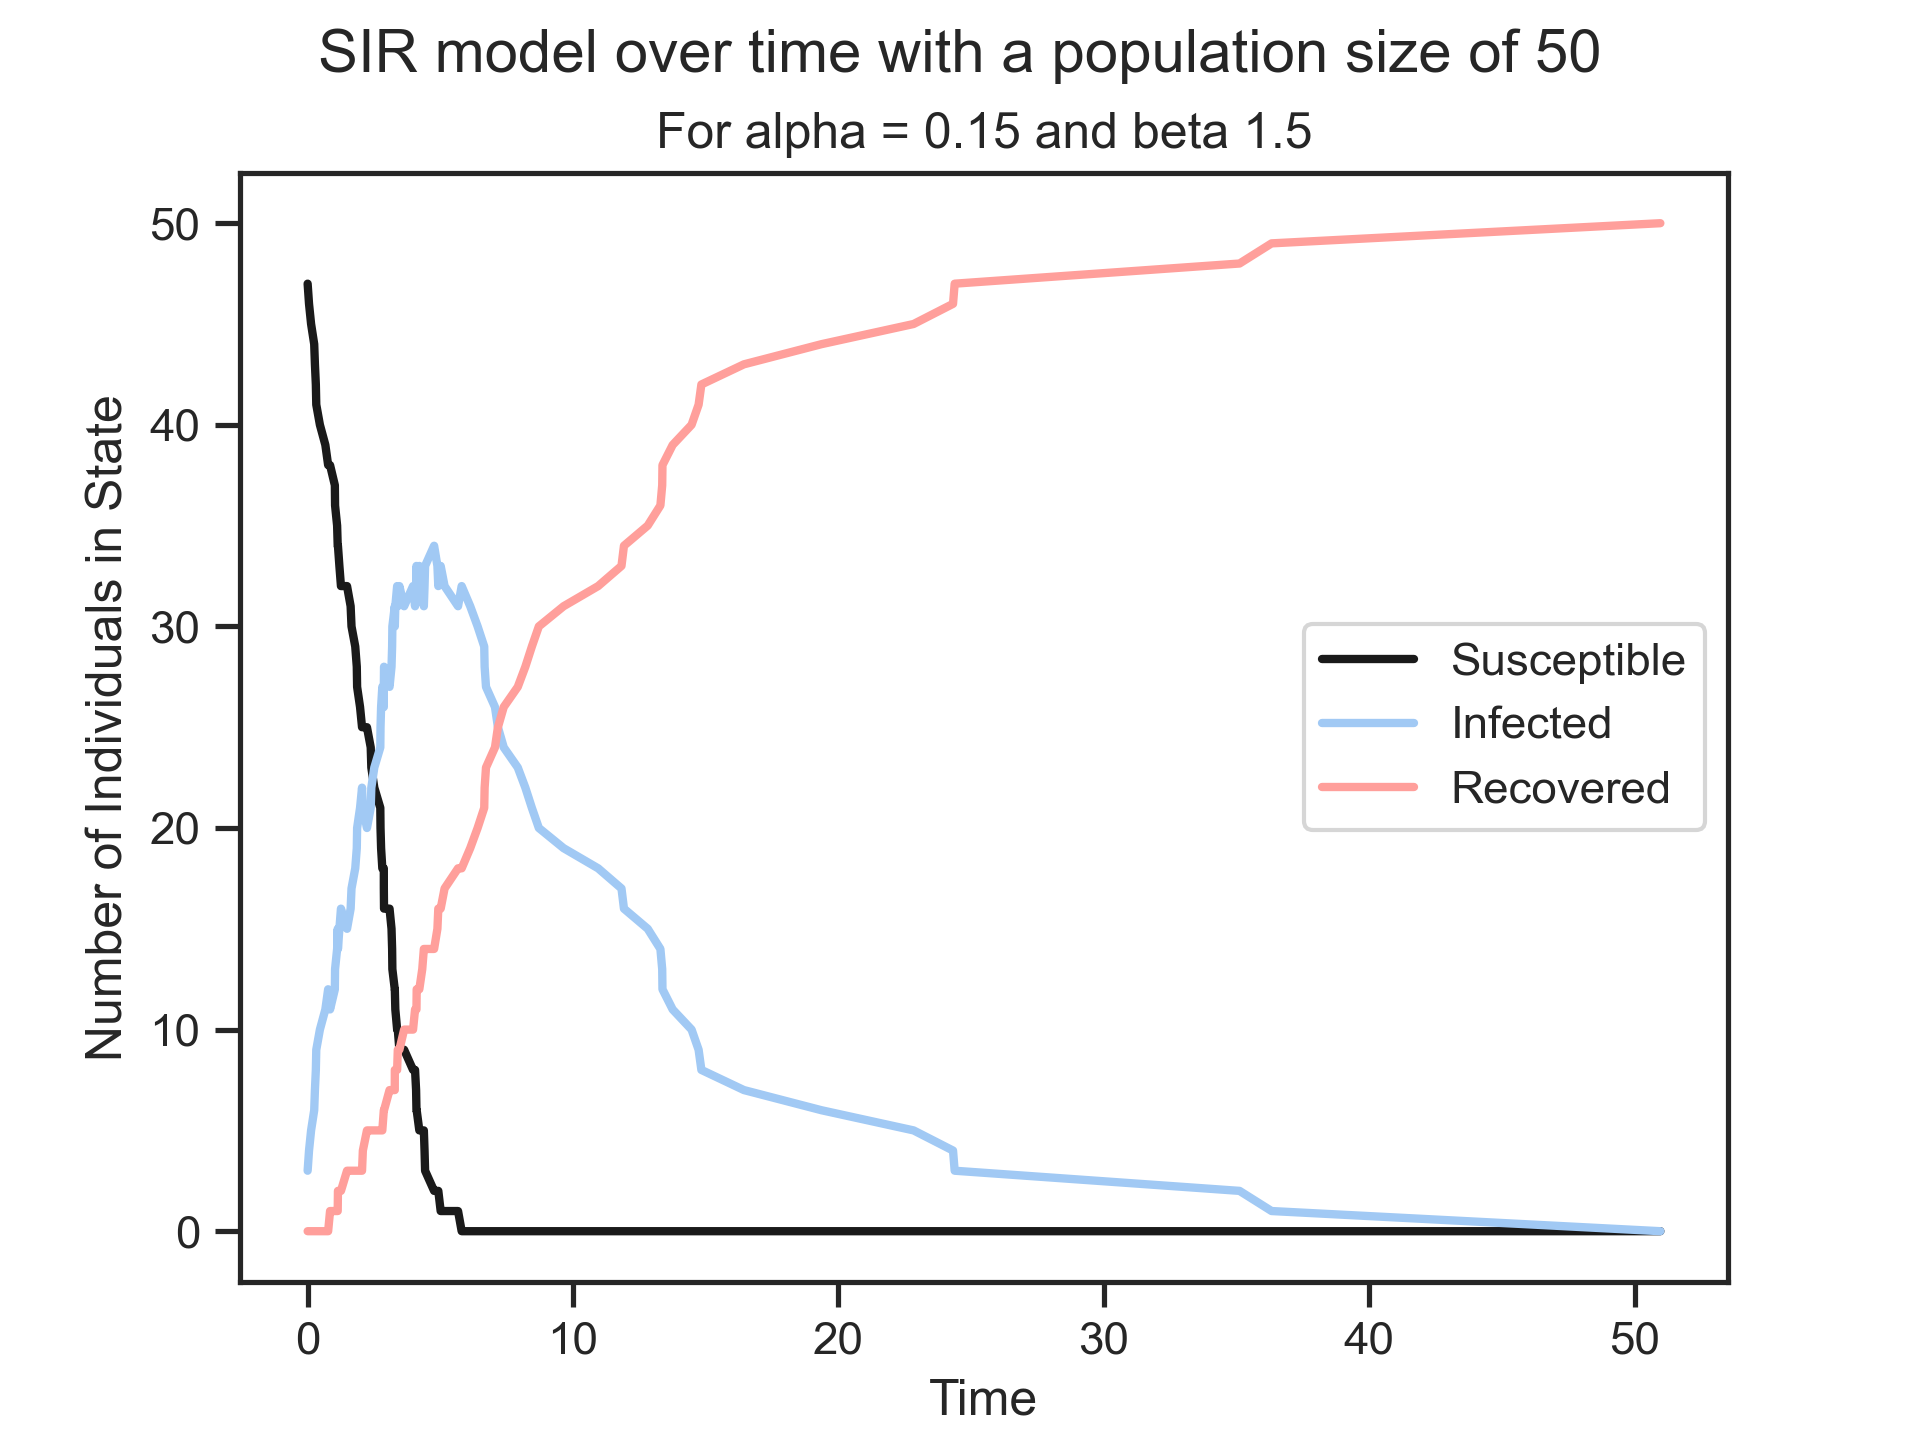 SIR model over time with a population size of 50
For alpha = 0.15 and beta 1.5
Number of Individuals in State
50
40
30
20
10
0
Susceptible
Infected
Recovered
0 10 20 30 40 50
Time